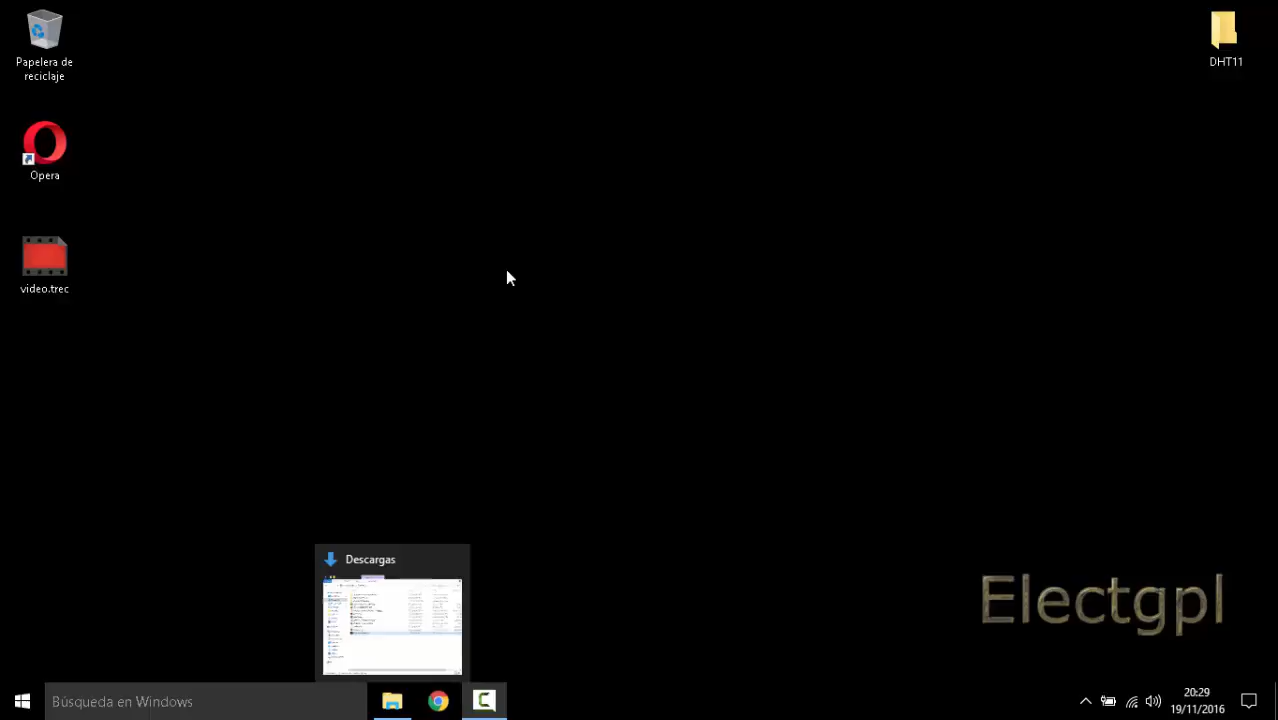 Papelera de
reciclaje
DHT11
Opera
video.trec
Descargas
Electgpl
Búsqueda en Windows
20:29
19/11/2016